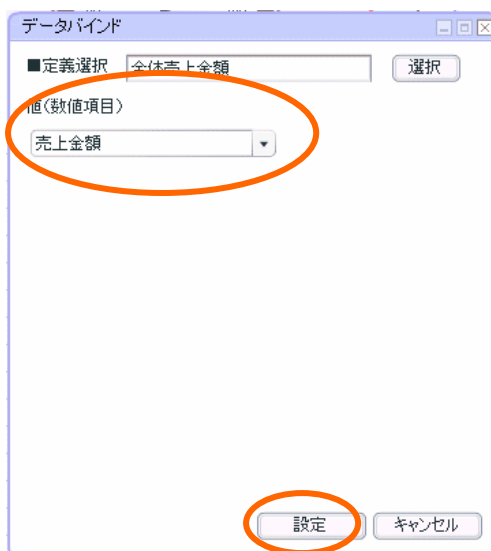 データバインド
■定義選択 全体売上金額 選択
値(数値項目)
売上金額
設定 キャンセル